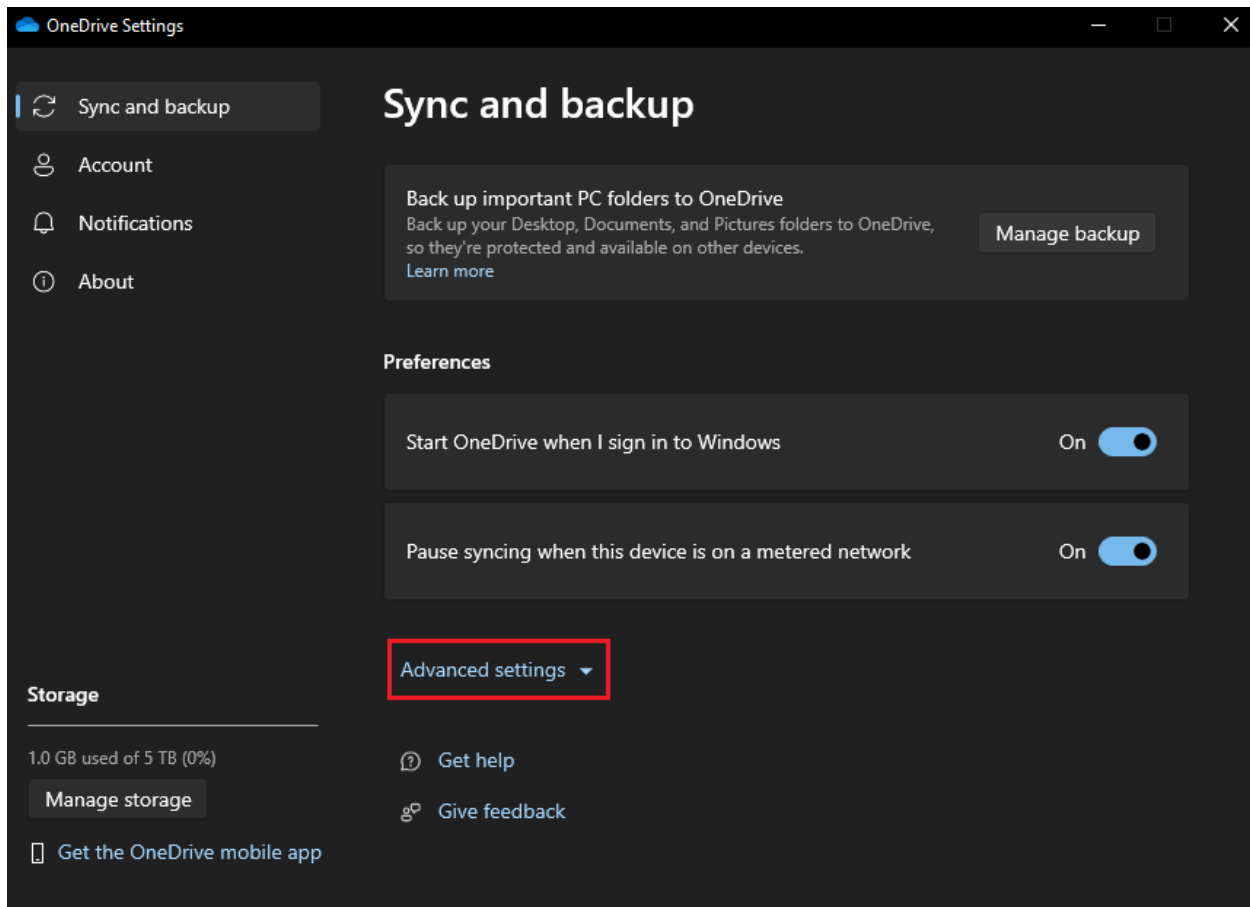 OneDrive Settings
Sync and backup
Account
Notifications
About
Storage
1.0 GB used of 5 TB (0%)
Manage storage
Get the OneDrive mobile app
Sync and backup
Back up important PC folders to OneDrive
Back up your Desktop, Documents, and Pictures folders to OneDrive,
so they're protected and available on other devices.
Learn more
Manage backup
Preferences
Start OneDrive when I sign in to Windows
On
Pause syncing when this device is on a metered network
On
Advanced settings
Get help
Give feedback